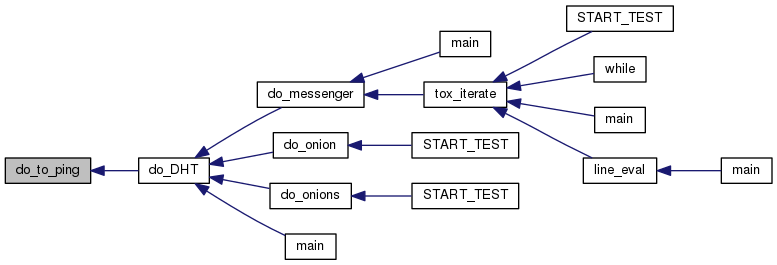 START_TEST
main
while
do_messenger
tox_iterate
main
do_onion
START_TEST
do_to_ping
do_DHT
line_eval
main
do_onions
START_TEST
main